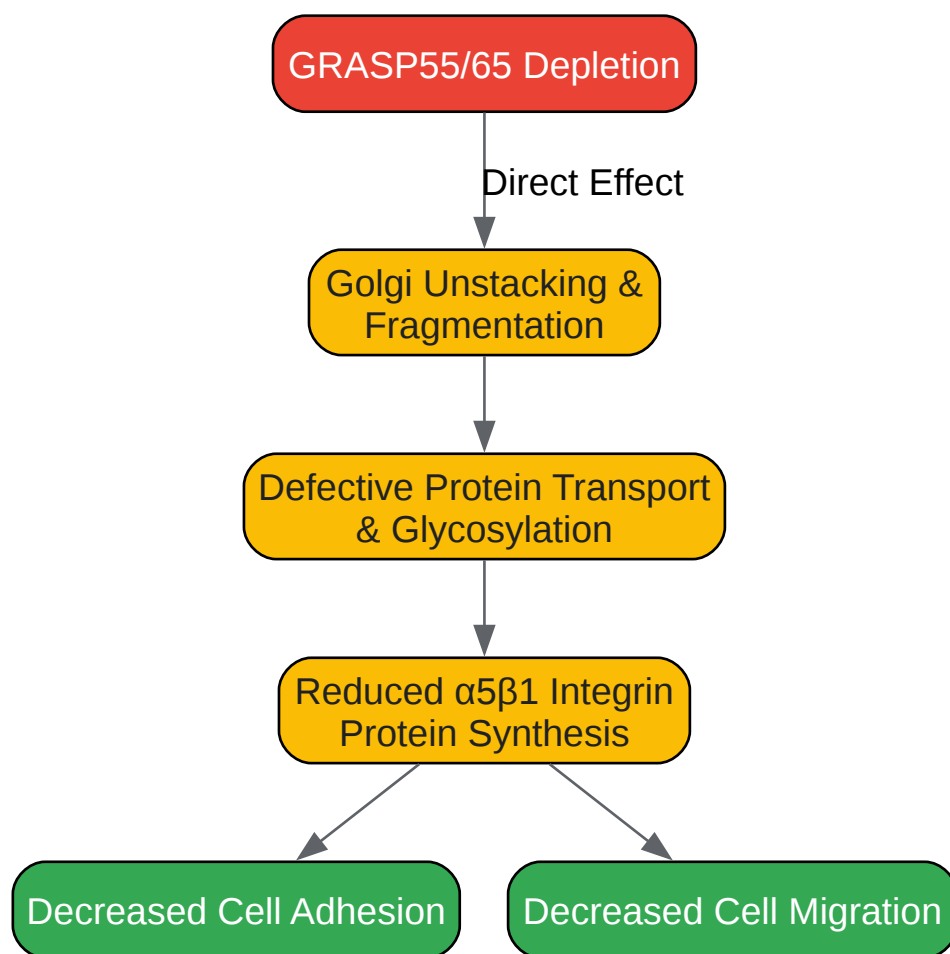 GRASP55/65 Depletion
Direct Effect
Golgi Unstacking &
Fragmentation
Defective Protein Transport
& Glycosylation
Reduced α5β1 Integrin
Protein Synthesis
Decreased Cell Adhesion
Decreased Cell Migration